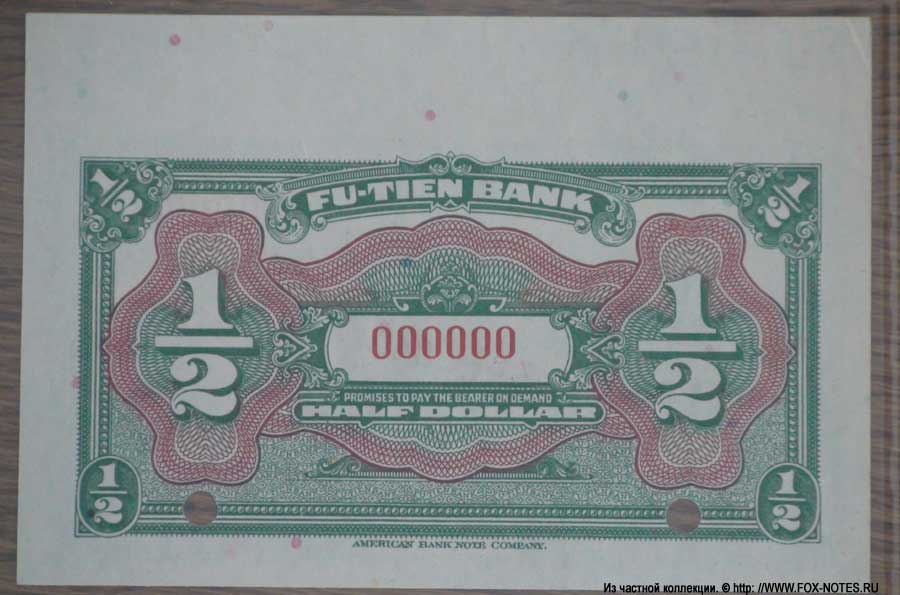 FU-TIEN BANK
1/2 1/2
1/2 1/2
000000
PROMISES TO PAY THE BEARER ON DEMAND
HALF DOLLAR
1/2 1/2
AMERICAN BANK NOTE COMPANY.
Из частной коллекции. © http: //WWW.FOX-NOTES.RU